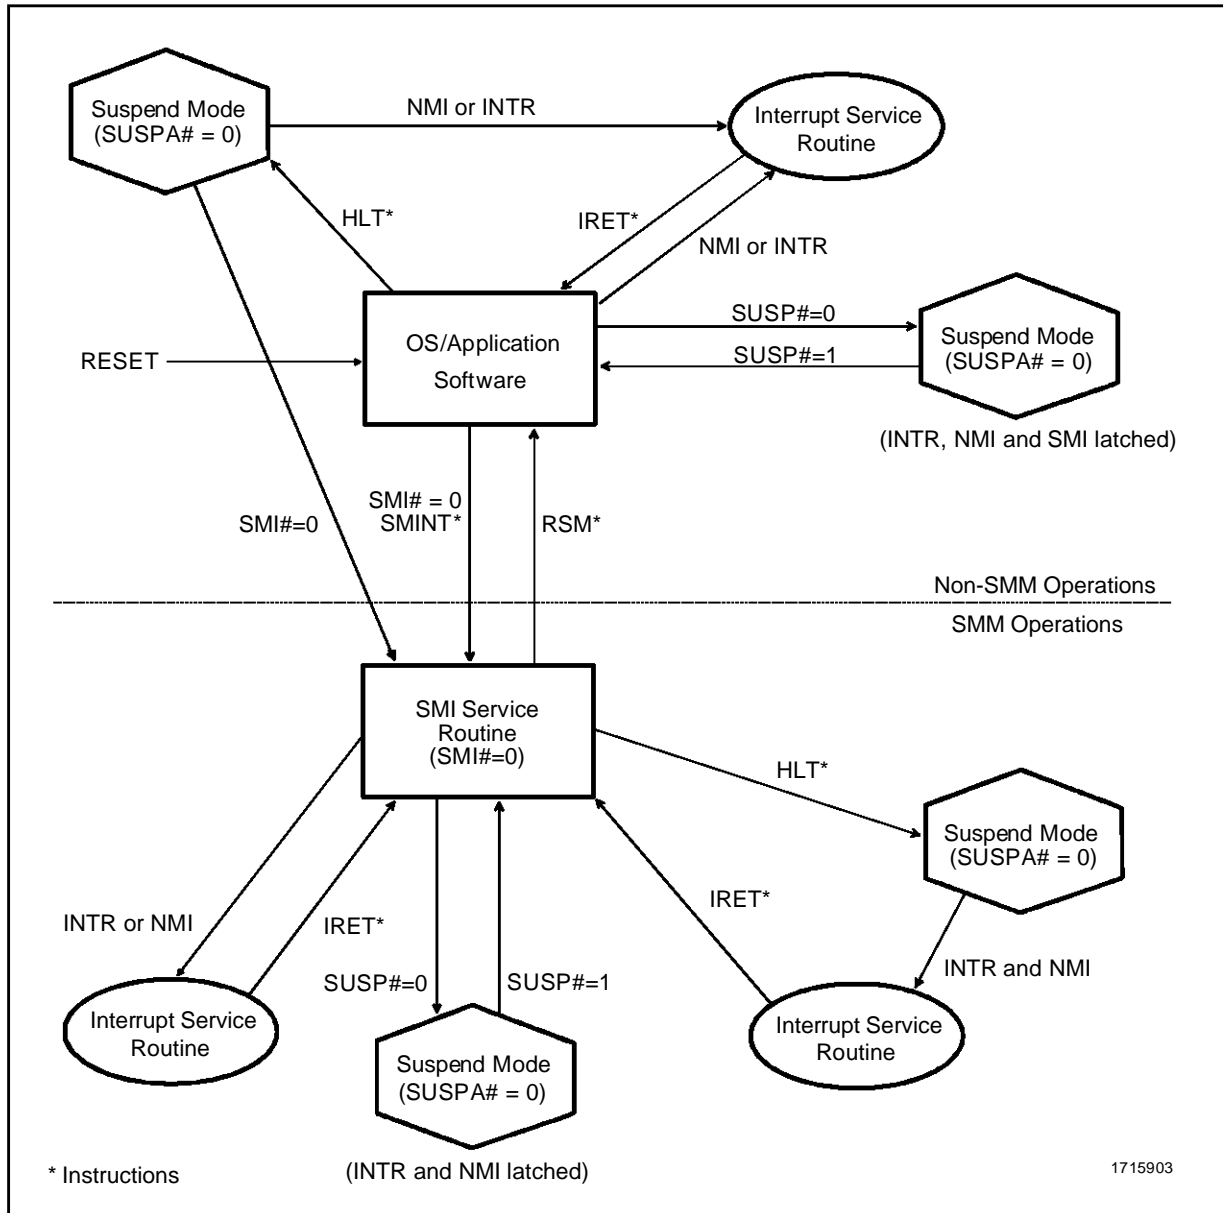 Suspend Mode
(SUSPA# = 0)
NMI or INTR
Interrupt Service
Routine
HLT*
IRET*
NMI or INTR
SUSP#=0
OS/Application
Software
Suspend Mode
(SUSPA# = 0)
RESET
SUSP#=1
(INTR, NMI and SMI latched)
SMI#=0
SMI# = 0
SMINT*
RSM*
Non-SMM Operations
SMM Operations
SMI Service
Routine
(SMI#=0)
HLT*
Suspend Mode
(SUSPA# = 0)
INTR or NMI
IRET*
IRET*
SUSP#=0
SUSP#=1
INTR and NMI
Interrupt Service
Routine
Suspend Mode
(SUSPA# = 0)
Interrupt Service
Routine
* Instructions
(INTR and NMI latched)
1715903